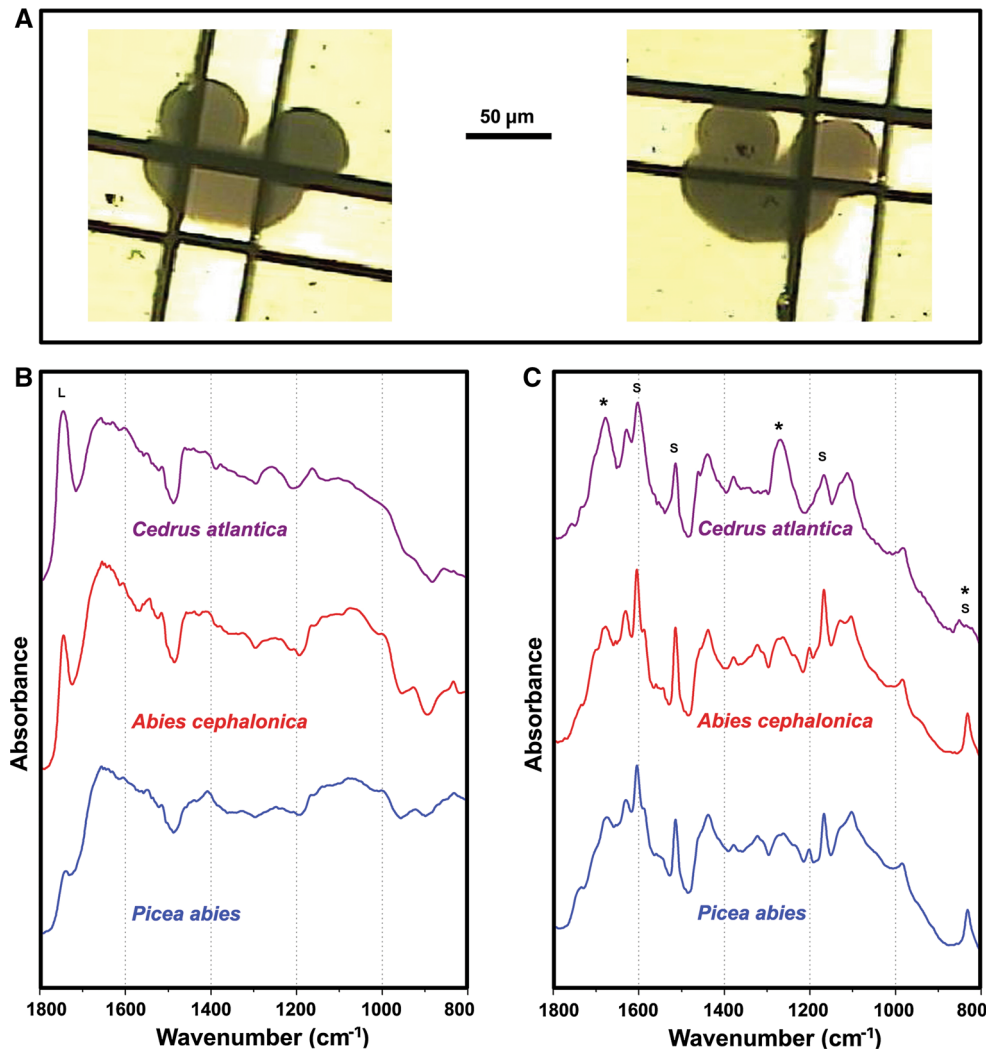 A
50 µm
B
L
Cedrus atlantica
Abies cephalonica
Picea abies
Absorbance
1800 1600 1400 1200 1000 800
Wavenumber (cm⁻¹)
C
* S S * S * S
Cedrus atlantica
Abies cephalonica
Picea abies
Absorbance
1800 1600 1400 1200 1000 800
Wavenumber (cm⁻¹)